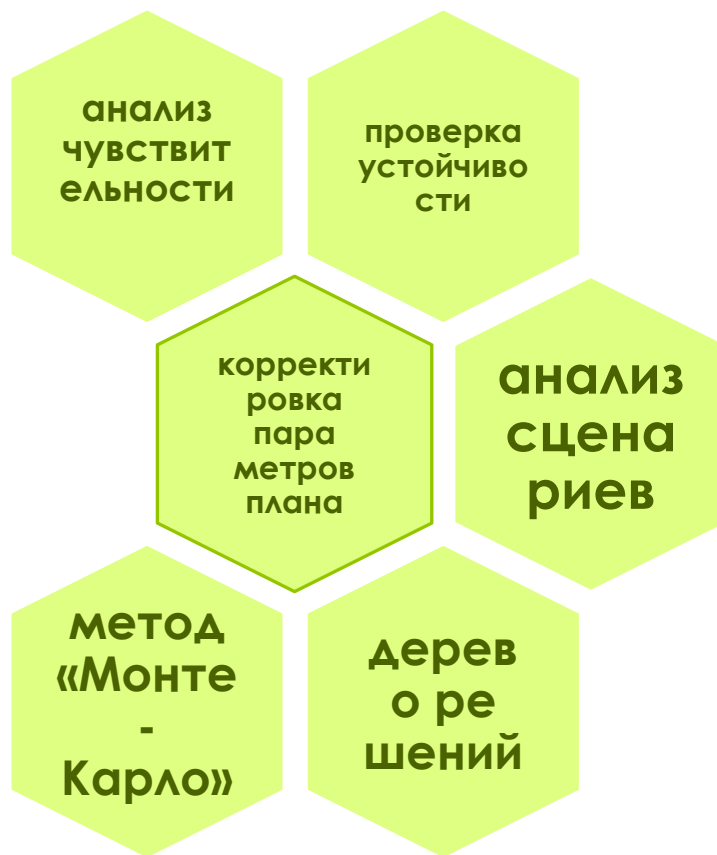 анализ
чувствит
ельности
проверка
устойчиво
сти
корректи
ровка
пара
метров
плана
анализ
сцена
риев
метод
«Монте
-
Карло»
дерев
о ре
шений